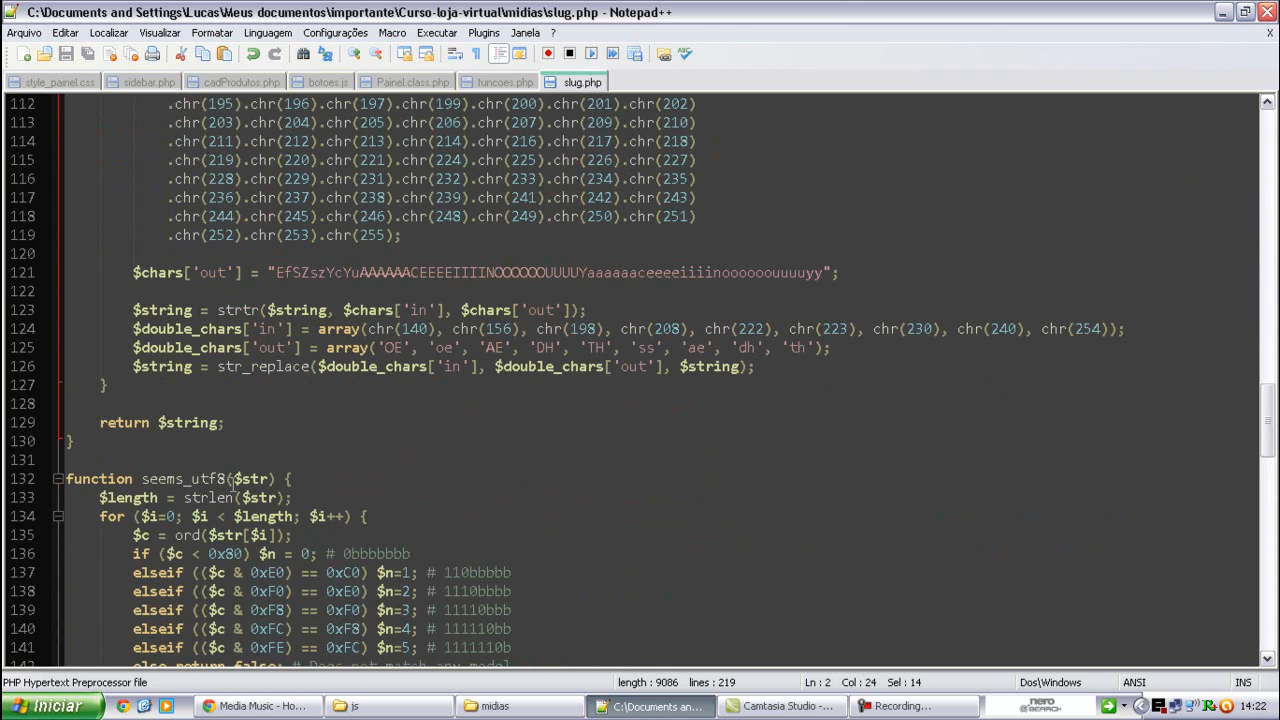 C:\Documents and Settings\Lucas\Meus documentos\importante\Curso-loja-virtual\midias\slug.php - Notepad++
Arquivo Editar Localizar Visualizar Formatar Linguagem Configurações Macro Executar Plugins Janela ? X
style_painel.css sidebar.php cadProdutos.php botoes.js Painel.class.php funcoes.php slug.php
112 .chr(195).chr(196).chr(197).chr(199).chr(200).chr(201).chr(202)
113 .chr(203).chr(204).chr(205).chr(206).chr(207).chr(209).chr(210)
114 .chr(211).chr(212).chr(213).chr(214).chr(216).chr(217).chr(218)
115 .chr(219).chr(220).chr(221).chr(224).chr(225).chr(226).chr(227)
116 .chr(228).chr(229).chr(231).chr(232).chr(233).chr(234).chr(235)
117 .chr(236).chr(237).chr(238).chr(239).chr(241).chr(242).chr(243)
118 .chr(244).chr(245).chr(246).chr(248).chr(249).chr(250).chr(251)
119 .chr(252).chr(253).chr(255);
120
121 $chars['out'] = "EfSZszYcYuAAAAAACEEEEIIIINOOOOOOUUUUYaaaaaaceeeeiiiinoooooouuuuyy";
122
123 $string = strtr($string, $chars['in'], $chars['out']);
124 $double_chars['in'] = array(chr(140), chr(156), chr(198), chr(208), chr(222), chr(223), chr(230), chr(240), chr(254));
125 $double_chars['out'] = array('OE', 'oe', 'AE', 'DH', 'TH', 'ss', 'ae', 'dh', 'th');
126 $string = str_replace($double_chars['in'], $double_chars['out'], $string);
127 }
128
129 return $string;
130 }
131
132 function seems_utf8($str) {
133 $length = strlen($str);
134 for ($i=0; $i < $length; $i++) {
135 $c = ord($str[$i]);
136 if ($c < 0x80) $n = 0; # 0bbbbbbb
137 elseif (($c & 0xE0) == 0xC0) $n=1; # 110bbbbb
138 elseif (($c & 0xF0) == 0xE0) $n=2; # 1110bbbb
139 elseif (($c & 0xF8) == 0xF0) $n=3; # 11110bbb
140 elseif (($c & 0xFC) == 0xF8) $n=4; # 111110bb
141 elseif (($c & 0xFE) == 0xFC) $n=5; # 1111110b
142 else return false; # Does not match any model
PHP Hypertext Preprocessor file length : 9086 lines : 219 Ln : 2 Col : 24 Sel : 14 Dos\Windows ANSI INS
Iniciar Media Music - Ho... js midias C:\Documents an... Camtasia Studio -... Recording... nero SEARCH 14:22